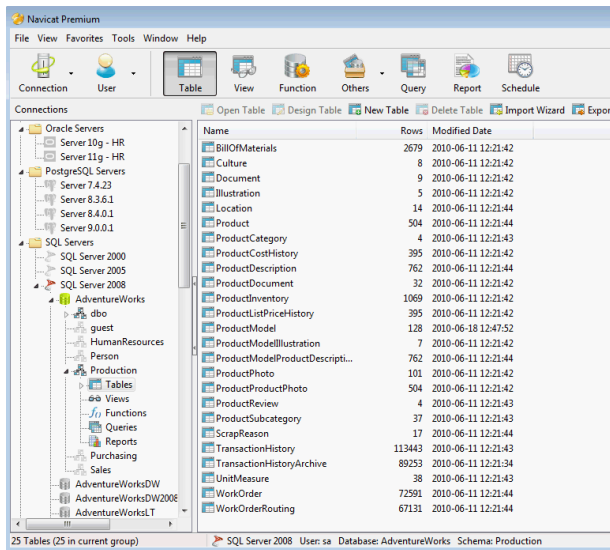 Navicat Premium
File View Favorites Tools Window Help
Connection User Table View Function Others Query Report Schedule
Connections
Open Table Design Table New Table Delete Table Import Wizard Expor
Oracle Servers
Server 10g - HR
Server 11g - HR
PostgreSQL Servers
Server 7.4.23
Server 8.3.6.1
Server 8.4.0.1
Server 9.0.0.1
SQL Servers
SQL Server 2000
SQL Server 2005
SQL Server 2008
AdventureWorks
dbo
guest
HumanResources
Person
Production
Tables
Views
Functions
Queries
Reports
Purchasing
Sales
AdventureWorksDW
AdventureWorksDW2008
AdventureWorksLT
Name Rows Modified Date
BillOfMaterials 2679 2010-06-11 12:21:42
Culture 8 2010-06-11 12:21:42
Document 9 2010-06-11 12:21:42
Illustration 5 2010-06-11 12:21:42
Location 14 2010-06-11 12:21:44
Product 504 2010-06-11 12:21:44
ProductCategory 4 2010-06-11 12:21:43
ProductCostHistory 395 2010-06-11 12:21:42
ProductDescription 762 2010-06-11 12:21:44
ProductDocument 32 2010-06-11 12:21:42
ProductInventory 1069 2010-06-11 12:21:42
ProductListPriceHistory 395 2010-06-11 12:21:42
ProductModel 128 2010-06-18 12:47:52
ProductModelIllustration 7 2010-06-11 12:21:42
ProductModelProductDescripti... 762 2010-06-11 12:21:44
ProductPhoto 101 2010-06-11 12:21:42
ProductProductPhoto 504 2010-06-11 12:21:42
ProductReview 4 2010-06-11 12:21:43
ProductSubcategory 37 2010-06-11 12:21:43
ScrapReason 17 2010-06-11 12:21:44
TransactionHistory 113443 2010-06-11 12:21:43
TransactionHistoryArchive 89253 2010-06-11 12:21:34
UnitMeasure 38 2010-06-11 12:21:43
WorkOrder 72591 2010-06-11 12:21:44
WorkOrderRouting 67131 2010-06-11 12:21:44
25 Tables (25 in current group) SQL Server 2008 User: sa Database: AdventureWorks Schema: Production